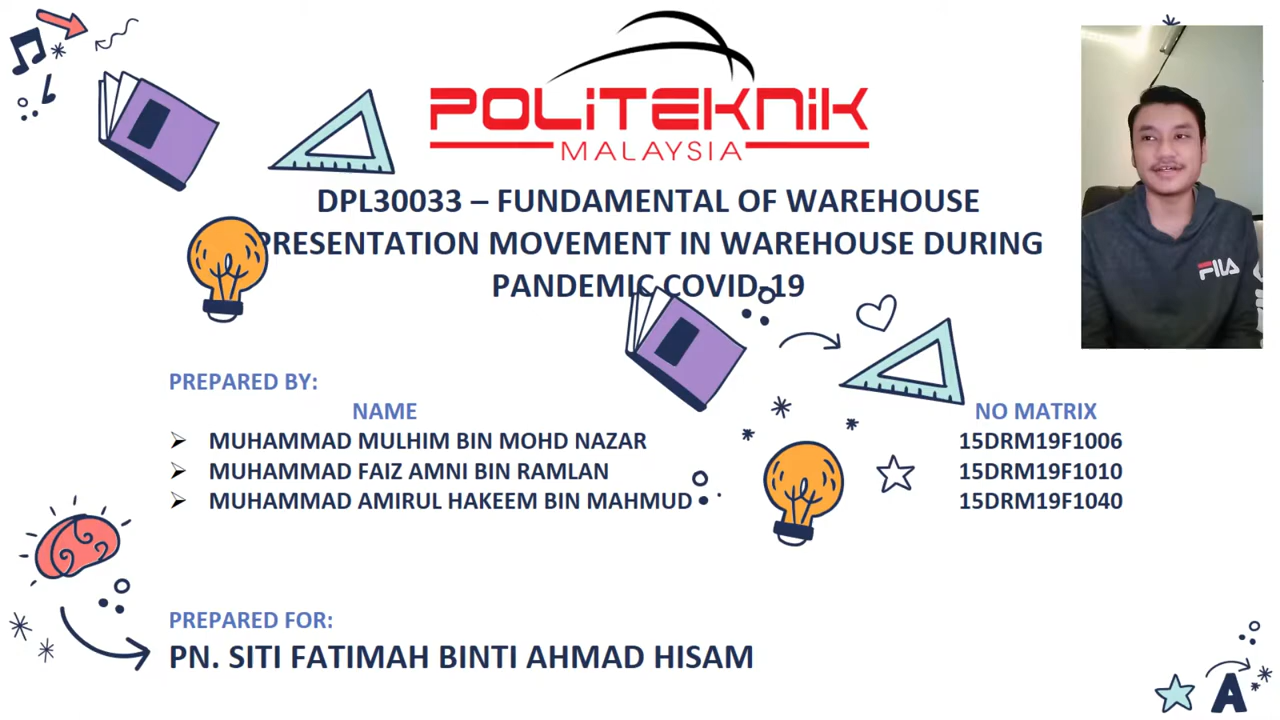 POLITEKNIK
MALAYSIA
DPL30033 – FUNDAMENTAL OF WAREHOUSE
PRESENTATION MOVEMENT IN WAREHOUSE DURING
PANDEMIC COVID-19
FILA
PREPARED BY:
NAME NO MATRIX
MUHAMMAD MULHIM BIN MOHD NAZAR 15DRM19F1006
MUHAMMAD FAIZ AMNI BIN RAMLAN 15DRM19F1010
MUHAMMAD AMIRUL HAKEEM BIN MAHMUD 15DRM19F1040
PREPARED FOR:
PN. SITI FATIMAH BINTI AHMAD HISAM
A